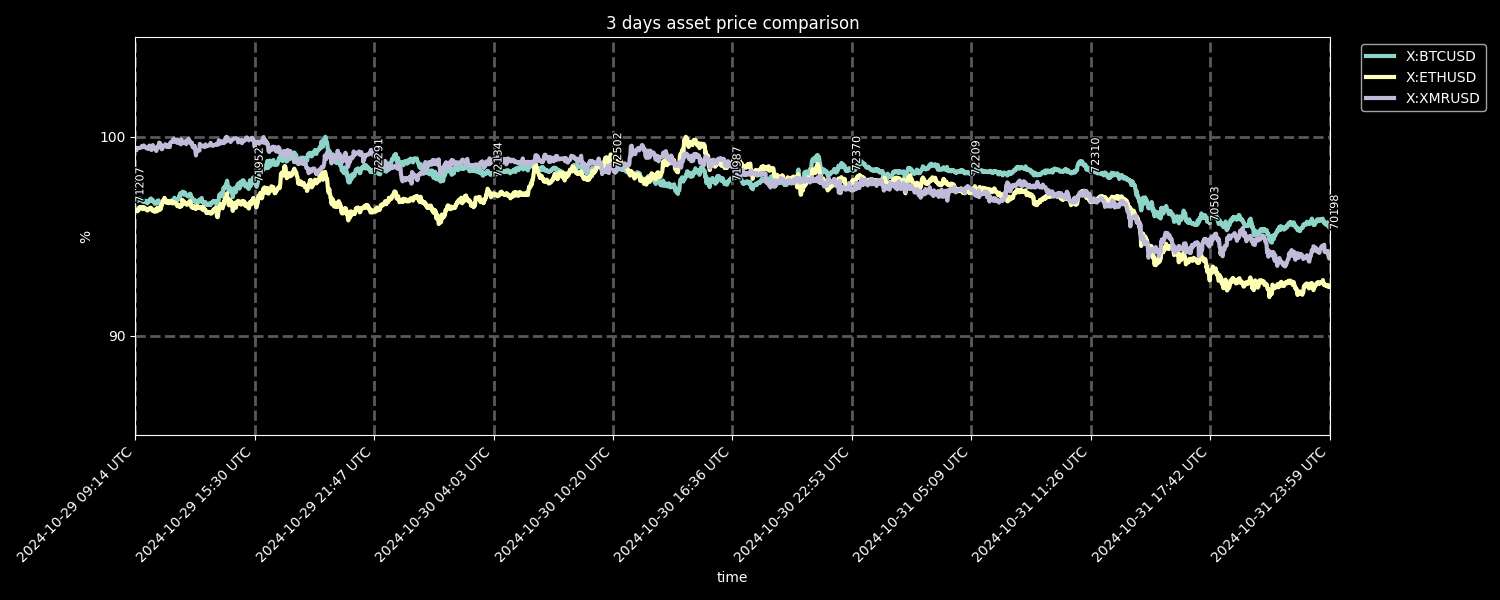 3 days asset price comparison
X:BTCUSD
X:ETHUSD
X:XMRUSD
100
90
%
71207
71952
72291
72134
72502
71987
72370
72209
72310
70503
70198
2024-10-29 09:14 UTC
2024-10-29 15:30 UTC
2024-10-29 21:47 UTC
2024-10-30 04:03 UTC
2024-10-30 10:20 UTC
2024-10-30 16:36 UTC
2024-10-30 22:53 UTC
2024-10-31 05:09 UTC
2024-10-31 11:26 UTC
2024-10-31 17:42 UTC
2024-10-31 23:59 UTC
time